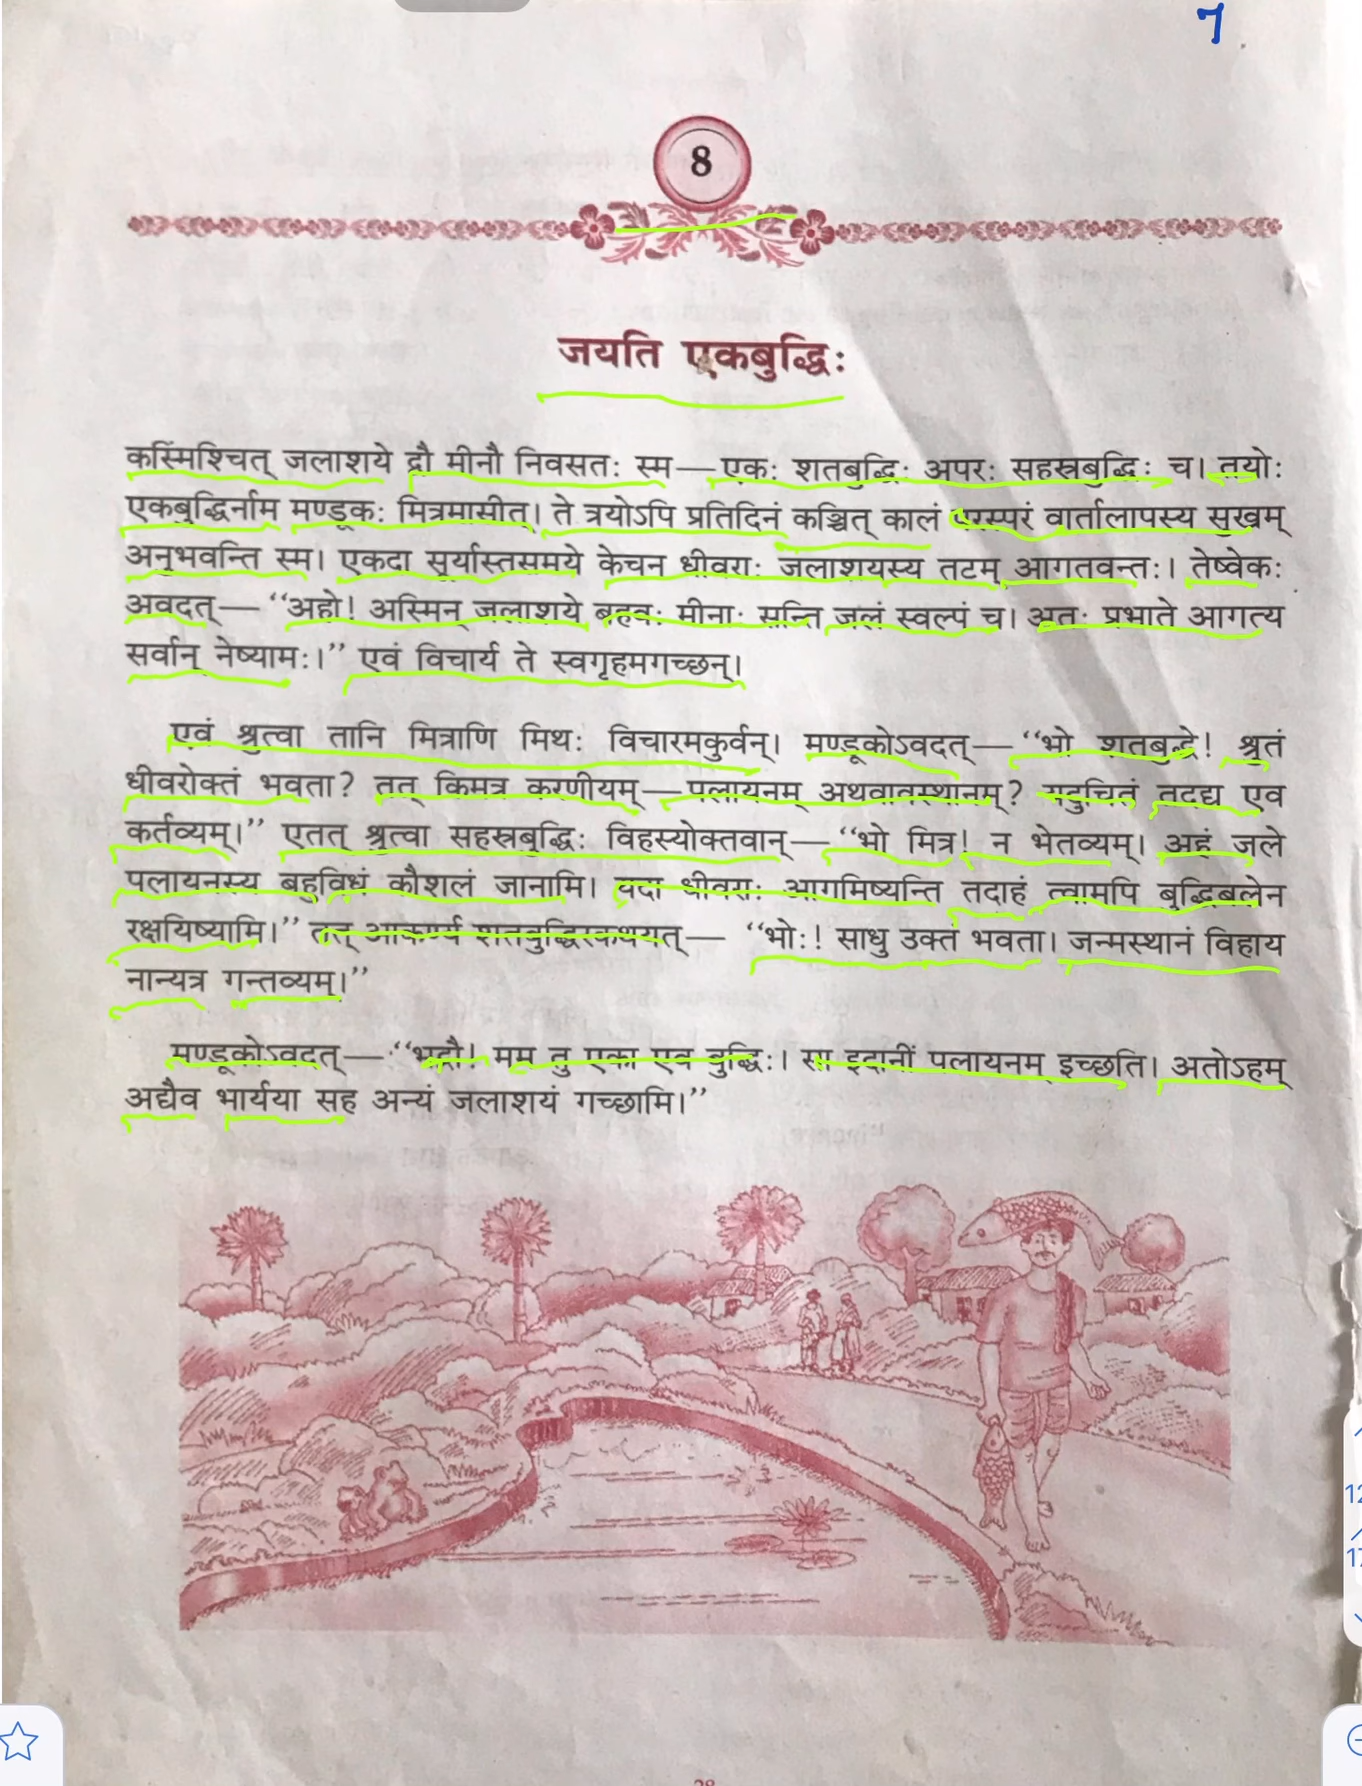 7
8
जयति एकबुद्धिः
कस्मिंश्चित् जलाशये द्वौ मीनौ निवसतः स्म—एकः शतबुद्धिः अपरः सहस्रबुद्धिः च। तयोः
एकबुद्धिर्नाम मण्डूकः मित्रमासीत्। ते त्रयोऽपि प्रतिदिनं कञ्चित् कालं परस्परं वार्तालापस्य सुखम्
अनुभवन्ति स्म। एकदा सूर्यास्तसमये केचन धीवराः जलाशयस्य तटम् आगतवन्तः। तेष्वेकः
अवदत्— “अहो! अस्मिन् जलाशये बहवः मीनाः सन्ति जलं स्वल्पं च। अतः प्रभाते आगत्य
सर्वान् नेष्यामः।” एवं विचार्य ते स्वगृहमगच्छन्।
एवं श्रुत्वा तानि मित्राणि मिथः विचारमकुर्वन्। मण्डूकोऽवदत्—“भो शतबुद्धे! श्रुतं
धीवरोक्तं भवता? तत् किमत्र करणीयम्—पलायनम् अथवावस्थानम्? यदुचितं तदद्य एव
कर्तव्यम्।” एतत् श्रुत्वा सहस्रबुद्धिः विहस्योक्तवान्—“भो मित्र! न भेतव्यम्। अहं जले
पलायनस्य बहुविधं कौशलं जानामि। यदा धीवराः आगमिष्यन्ति तदाहं त्वामपि बुद्धिबलेन
रक्षयिष्यामि।” तत् आकर्ण्य शतबुद्धिरकथयत्— “भोः! साधु उक्तं भवता। जन्मस्थानं विहाय
नान्यत्र गन्तव्यम्।”
मण्डूकोऽवदत्—“भद्रौ! मम तु एका एव बुद्धिः। सा इदानीं पलायनम् इच्छति। अतोऽहम्
अद्यैव भार्यया सह अन्यं जलाशयं गच्छामि।”